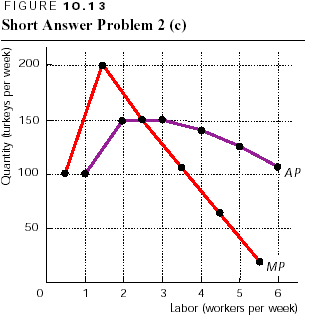 FIGURE 10.13
Short Answer Problem 2 (c)
Quantity (turkeys per week)
200
150
100
50
AP
MP
0 1 2 3 4 5 6
Labor (workers per week)